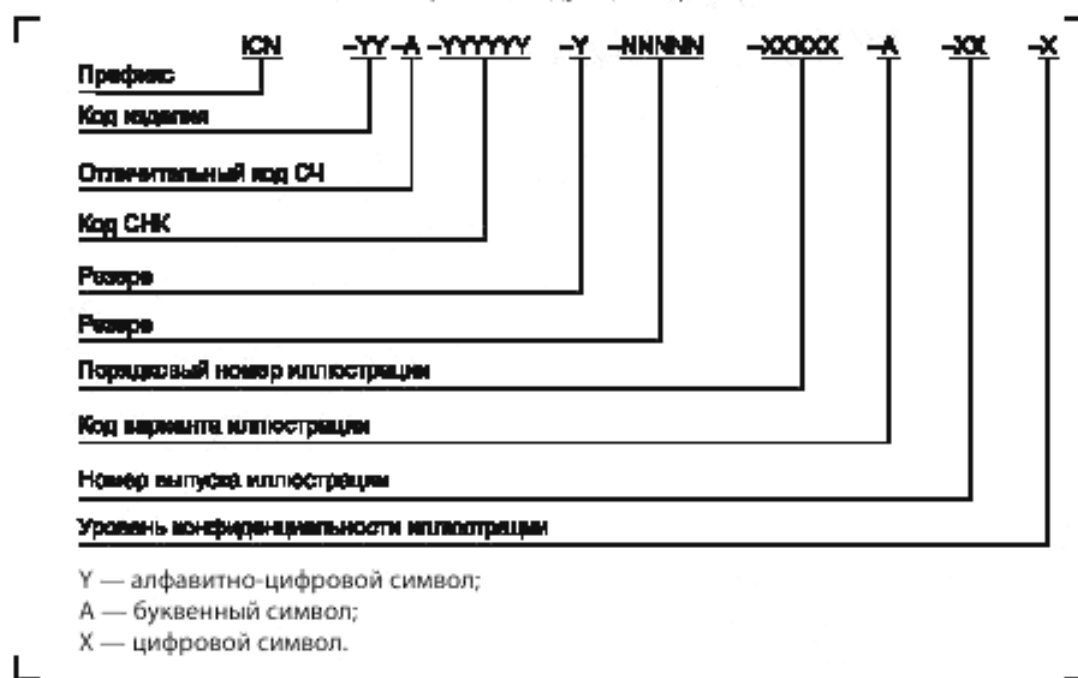 ICN –YY –A –YYYYYY –Y –NNNNN –XXXXX –A –XX –X
Префикс
Код изделия
Отличительный код СЧ
Код СНК
Резерв
Резерв
Порядковый номер иллюстрации
Код варианта иллюстрации
Номер выпуска иллюстрации
Уровень конфиденциальности иллюстрации
Y — алфавитно-цифровой символ;
A — буквенный символ;
X — цифровой символ.